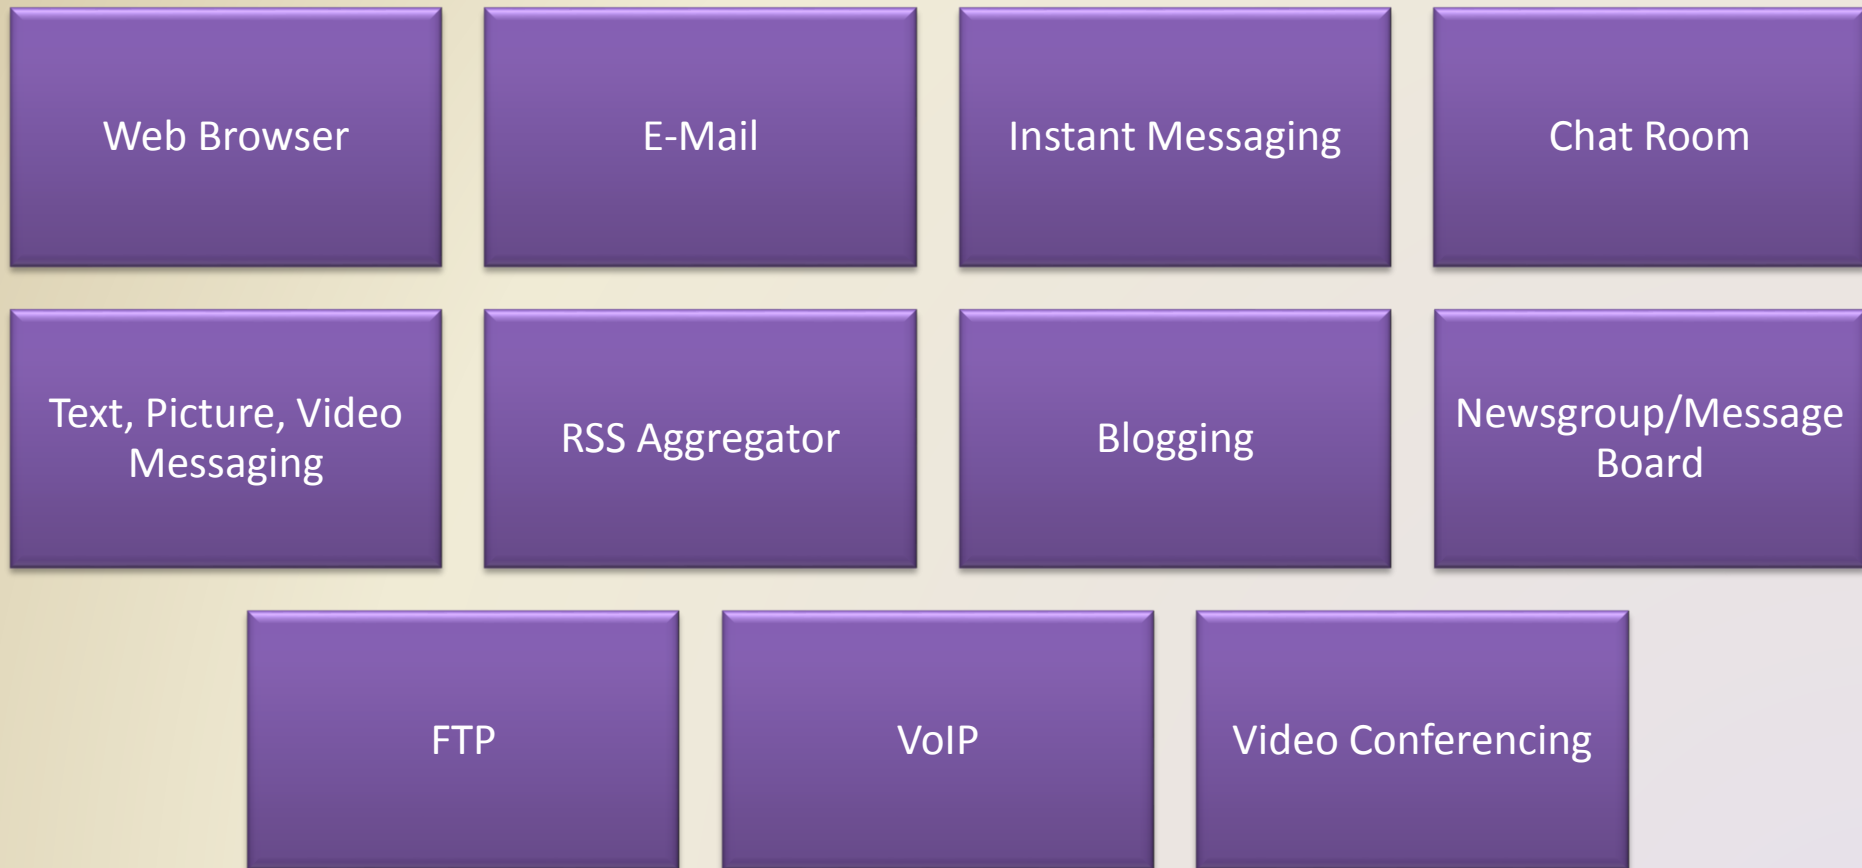 Web Browser
E-Mail
Instant Messaging
Chat Room
Text, Picture, Video
Messaging
RSS Aggregator
Blogging
Newsgroup/Message
Board
FTP
VoIP
Video Conferencing